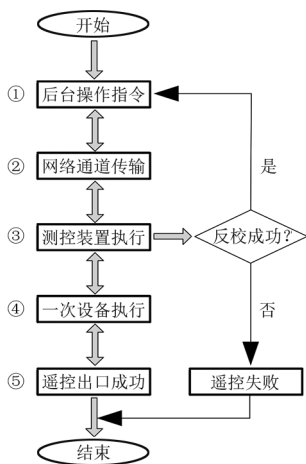 开始
① 后台操作指令
② 网络通道传输
是
③ 测控装置执行
反校成功?
④ 一次设备执行
否
⑤ 遥控出口成功
遥控失败
结束